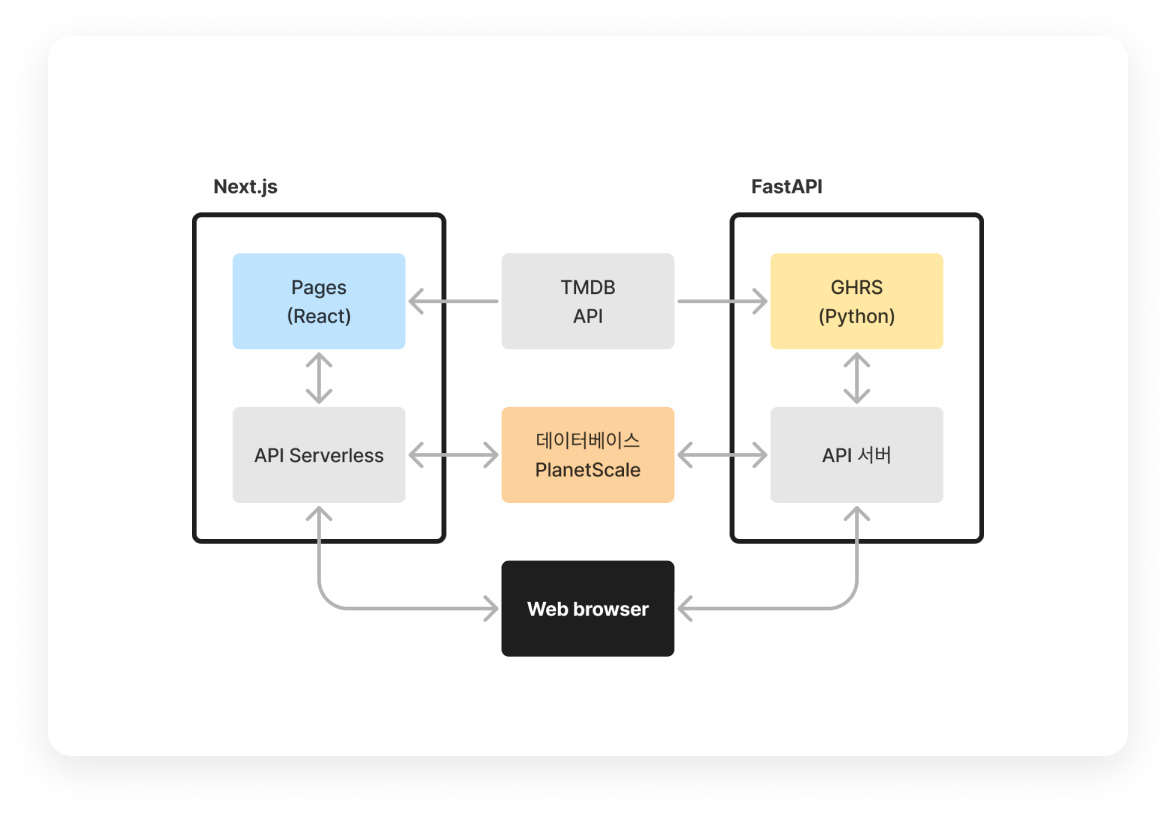 Next.js
FastAPI
Pages
(React)
TMDB
API
GHRS
(Python)
API Serverless
데이터베이스
PlanetScale
API 서버
Web browser